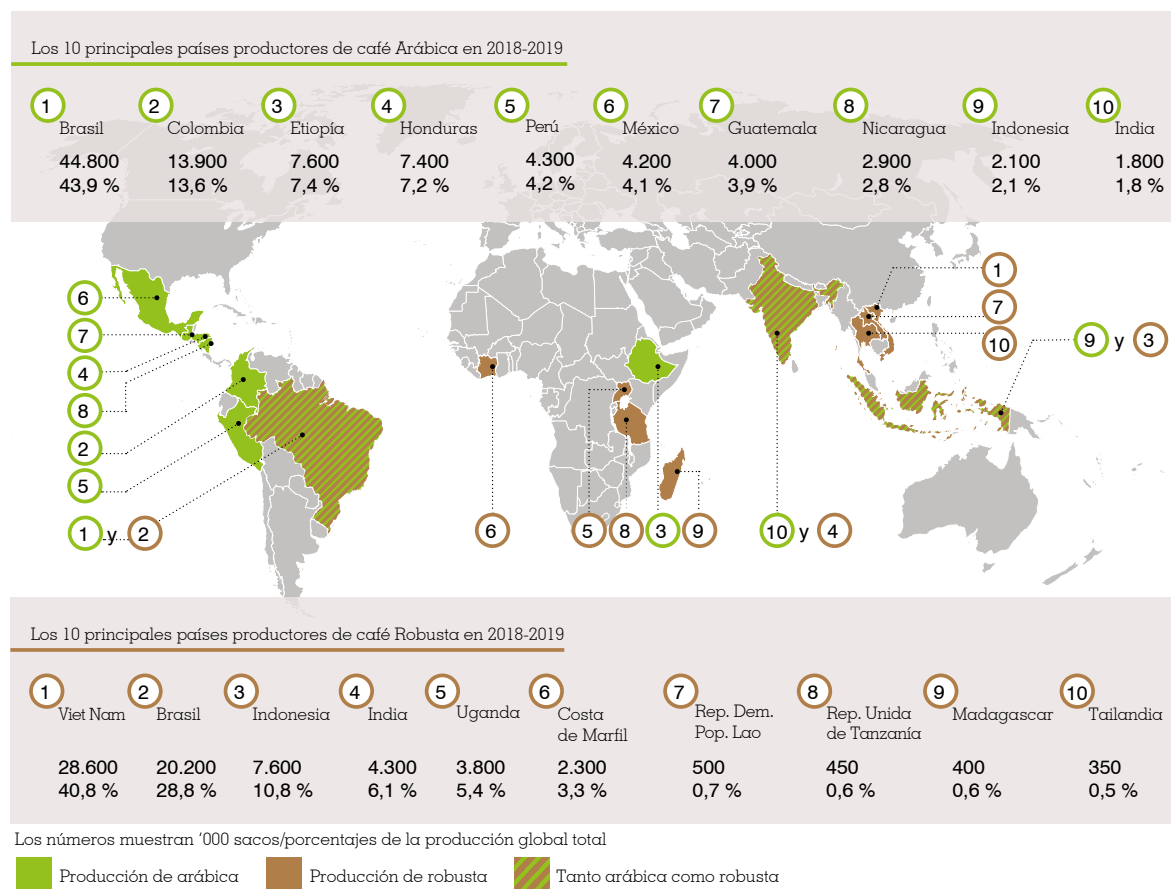 Los 10 principales países productores de café Arábica en 2018-2019
1 2 3 4 5 6 7 8 9 10
Brasil Colombia Etiopía Honduras Perú México Guatemala Nicaragua Indonesia India
44.800 13.900 7.600 7.400 4.300 4.200 4.000 2.900 2.100 1.800
43,9 % 13,6 % 7,4 % 7,2 % 4,2 % 4,1 % 3,9 % 2,8 % 2,1 % 1,8 %
6
7
4
8
2
5
1 y 2
6
5
8
3
9
10 y 4
1
7
10
9 y 3
Los 10 principales países productores de café Robusta en 2018-2019
1 2 3 4 5 6 7 8 9 10
Viet Nam Brasil Indonesia India Uganda Costa Rep. Dem. Rep. Unida Madagascar Tailandia
de Marfil Pop. Lao de Tanzanía
28.600 20.200 7.600 4.300 3.800 2.300 500 450 400 350
40,8 % 28,8 % 10,8 % 6,1 % 5,4 % 3,3 % 0,7 % 0,6 % 0,6 % 0,5 %
Los números muestran ‘000 sacos/porcentajes de la producción global total
Producción de arábica Producción de robusta Tanto arábica como robusta